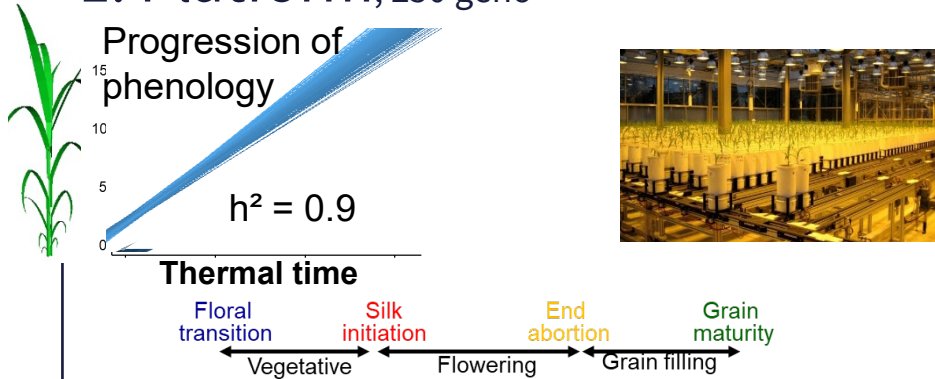 Progression of
phenology
15
10
5
0
h² = 0.9
Thermal time
Floral
transition
Silk
initiation
End
abortion
Grain
maturity
Vegetative
Flowering
Grain filling